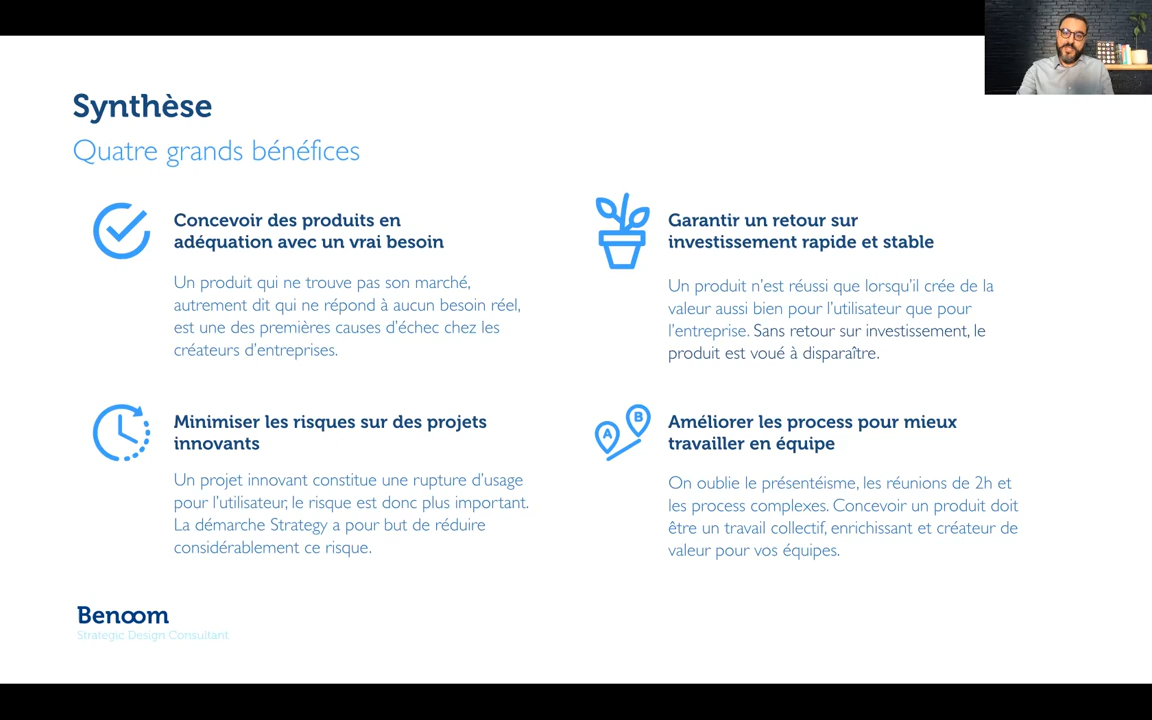 Synthèse
Quatre grands bénéfices
Concevoir des produits en
adéquation avec un vrai besoin
Un produit qui ne trouve pas son marché,
autrement dit qui ne répond à aucun besoin réel,
est une des premières causes d’échec chez les
créateurs d’entreprises.
Garantir un retour sur
investissement rapide et stable
Un produit n’est réussi que lorsqu’il crée de la
valeur aussi bien pour l’utilisateur que pour
l’entreprise. Sans retour sur investissement, le
produit est voué à disparaître.
Minimiser les risques sur des projets
innovants
Un projet innovant constitue une rupture d’usage
pour l’utilisateur, le risque est donc plus important.
La démarche Strategy a pour but de réduire
considérablement ce risque.
A
B
Améliorer les process pour mieux
travailler en équipe
On oublie le présentéisme, les réunions de 2h et
les process complexes. Concevoir un produit doit
être un travail collectif, enrichissant et créateur de
valeur pour vos équipes.
Benoom
Strategic Design Consultant